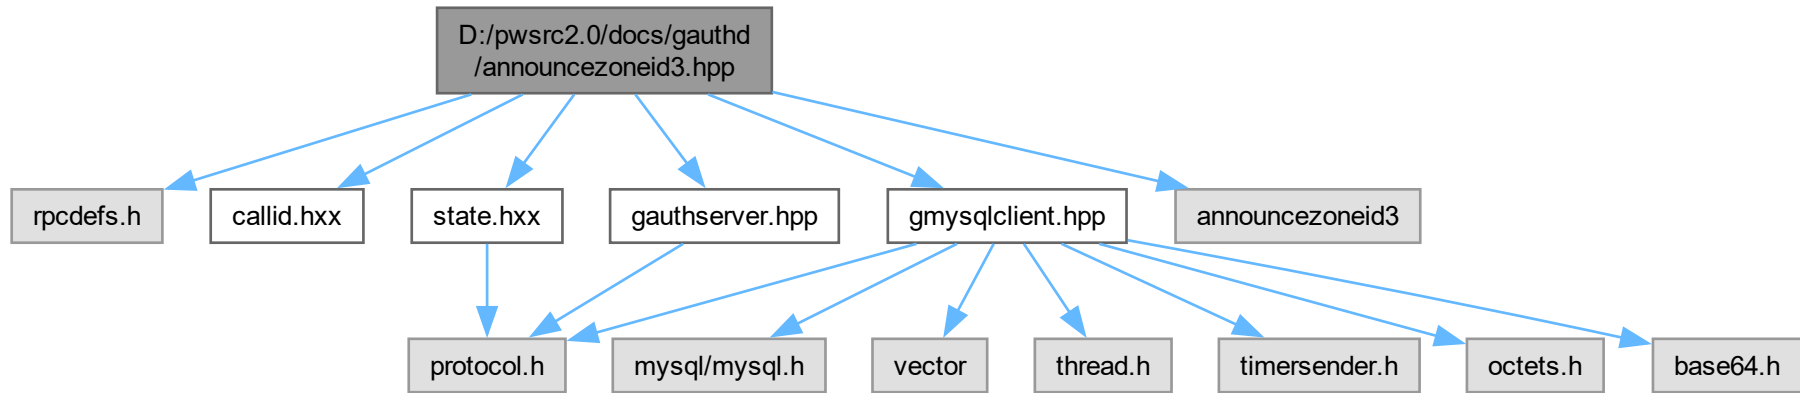 D:/pwsrc2.0/docs/gauthd
/announcezoneid3.hpp
rpcdefs.h
callid.hxx
state.hxx
gauthserver.hpp
gmysqlclient.hpp
announcezoneid3
protocol.h
mysql/mysql.h
vector
thread.h
timersender.h
octets.h
base64.h